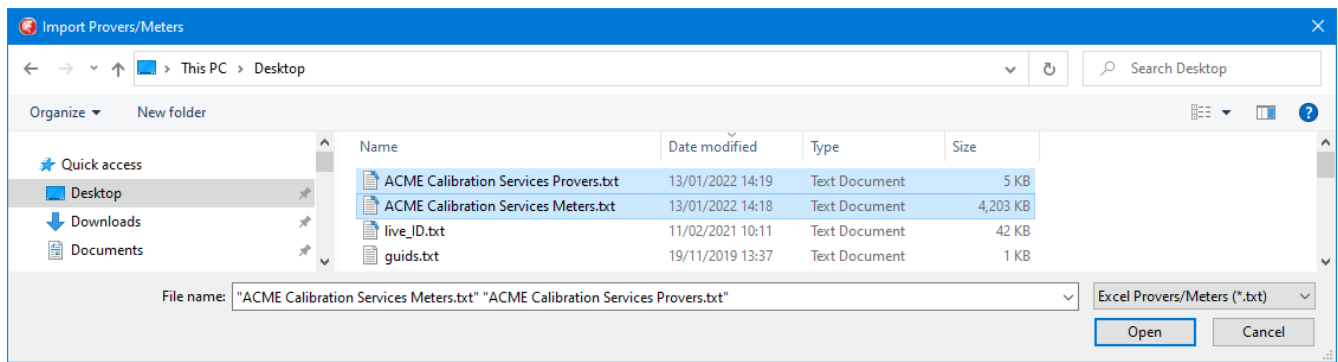 Import Provers/Meters
This PC > Desktop
Search Desktop
Organize
New folder
Name
Date modified
Type
Size
Quick access
Desktop
Downloads
Documents
ACME Calibration Services Provers.txt 13/01/2022 14:19 Text Document 5 KB
ACME Calibration Services Meters.txt 13/01/2022 14:18 Text Document 4,203 KB
live_ID.txt 11/02/2021 10:11 Text Document 42 KB
guids.txt 19/11/2019 13:37 Text Document 1 KB
File name: "ACME Calibration Services Meters.txt" "ACME Calibration Services Provers.txt"
Excel Provers/Meters (*.txt)
Open
Cancel